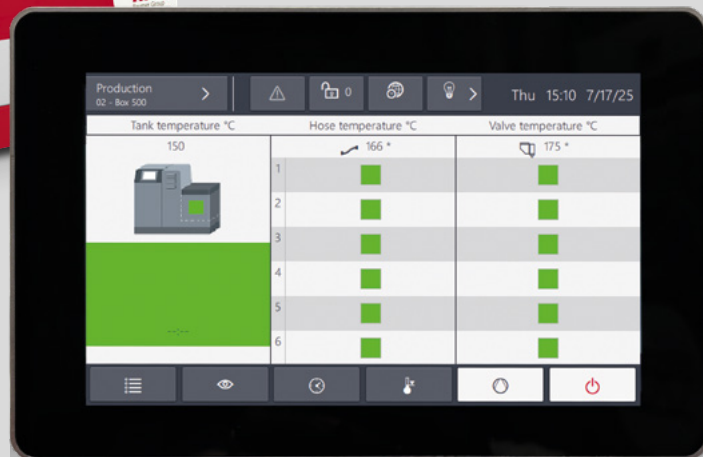 Production
02 - Box 500
0
Thu 15:10 7/17/25
Tank temperature °C
Hose temperature °C
Valve temperature °C
150
166 *
175 *
1
2
3
4
5
6
--:--